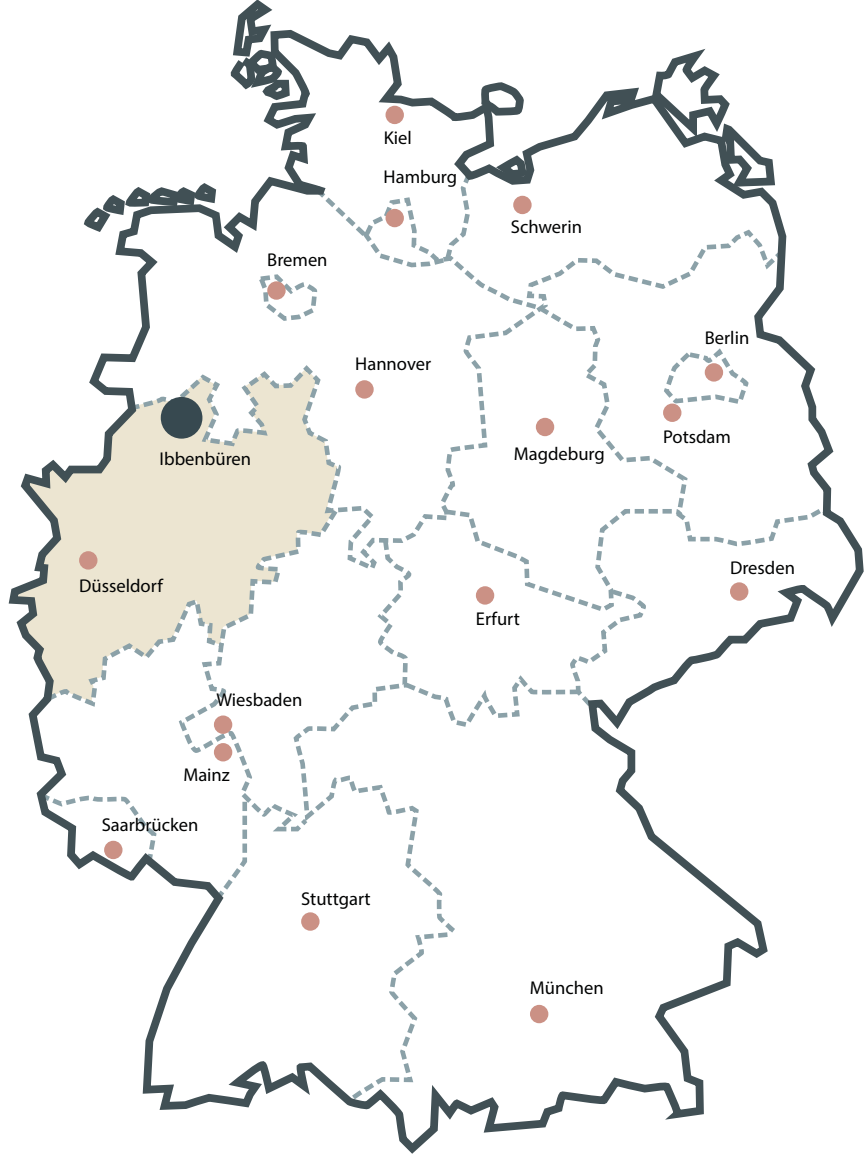 Kiel
Hamburg
Schwerin
Bremen
Berlin
Hannover
Potsdam
Magdeburg
Ibbenbüren
Dresden
Düsseldorf
Erfurt
Wiesbaden
Mainz
Saarbrücken
Stuttgart
München